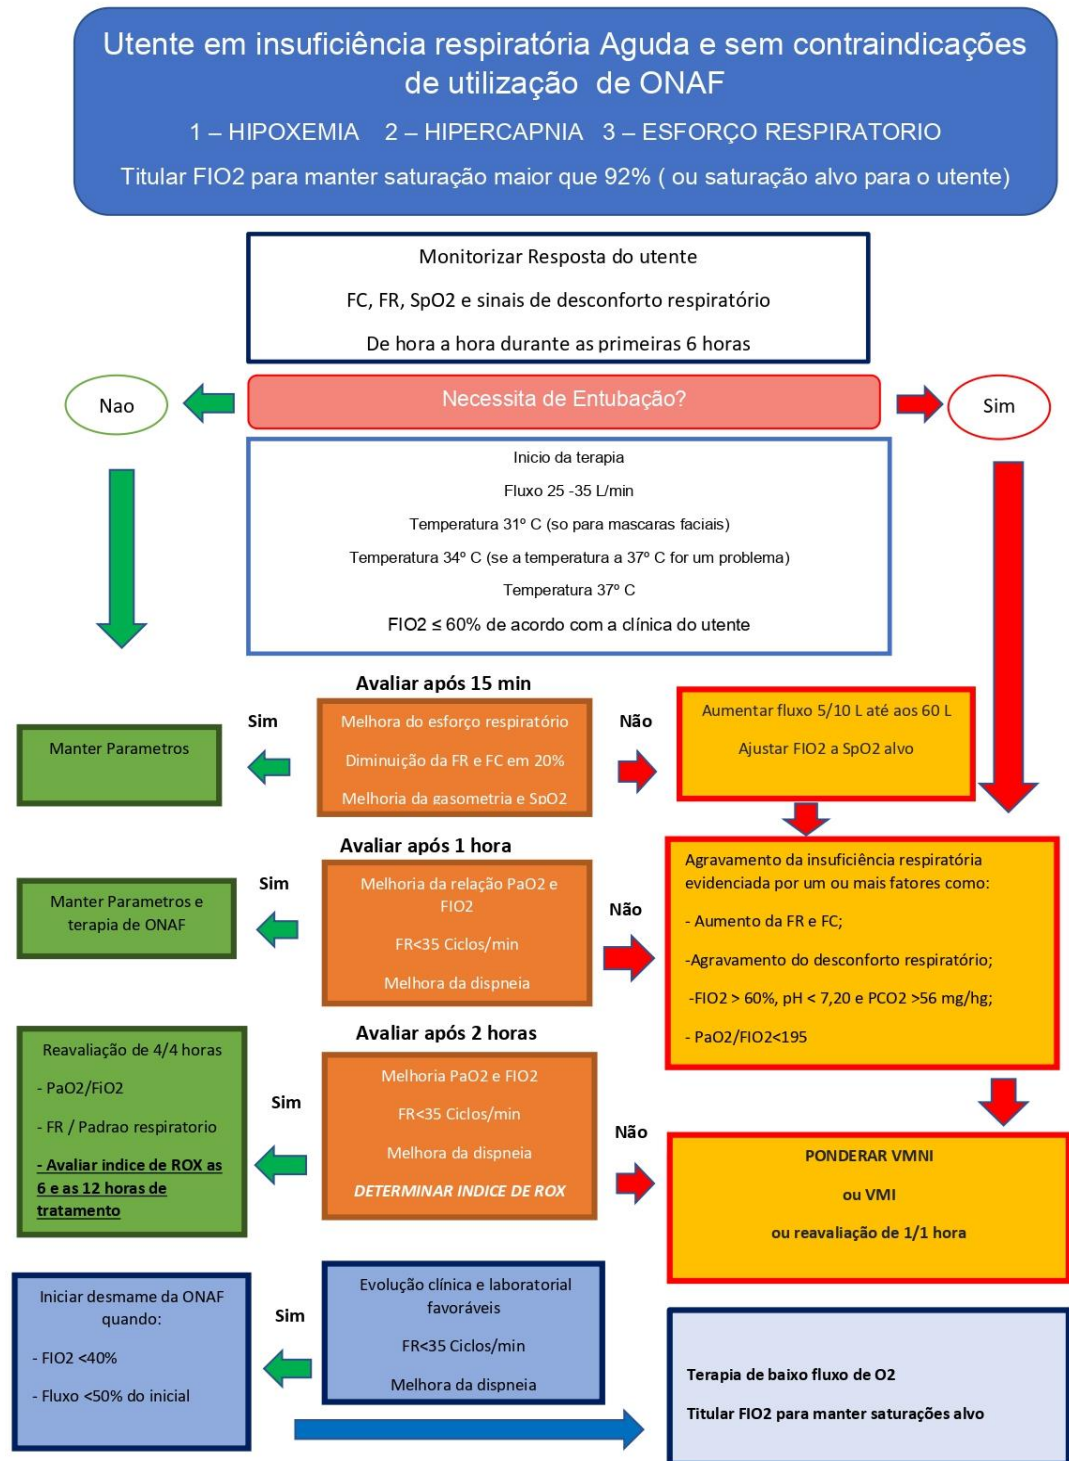 Utente em insuficiência respiratória Aguda e sem contraindicações
de utilização de ONAF
1 – HIPOXEMIA 2 – HIPERCAPNIA 3 – ESFORÇO RESPIRATORIO
Titular FIO2 para manter saturação maior que 92% ( ou saturação alvo para o utente)
Monitorizar Resposta do utente
FC, FR, SpO2 e sinais de desconforto respiratório
De hora a hora durante as primeiras 6 horas
Nao
Necessita de Entubação?
Sim
Inicio da terapia
Fluxo 25 -35 L/min
Temperatura 31º C (so para mascaras faciais)
Temperatura 34º C (se a temperatura a 37º C for um problema)
Temperatura 37º C
FIO2 ≤ 60% de acordo com a clínica do utente
Avaliar após 15 min
Manter Parametros
Sim
Melhora do esforço respiratório
Diminuição da FR e FC em 20%
Melhoria da gasometria e SpO2
Não
Aumentar fluxo 5/10 L até aos 60 L
Ajustar FIO2 a SpO2 alvo
Avaliar após 1 hora
Manter Parametros e
terapia de ONAF
Sim
Melhoria da relação PaO2 e
FIO2
FR<35 Ciclos/min
Melhora da dispneia
Não
Agravamento da insuficiência respiratória
evidenciada por um ou mais fatores como:
- Aumento da FR e FC;
-Agravamento do desconforto respiratório;
-FIO2 > 60%, pH < 7,20 e PCO2 >56 mg/hg;
- PaO2/FIO2<195
Avaliar após 2 horas
Reavaliação de 4/4 horas
- PaO2/FiO2
- FR / Padrao respiratorio
- Avaliar indice de ROX as
6 e as 12 horas de
tratamento
Sim
Melhoria PaO2 e FIO2
FR<35 Ciclos/min
Melhora da dispneia
DETERMINAR INDICE DE ROX
Não
PONDERAR VMNI
ou VMI
ou reavaliação de 1/1 hora
Iniciar desmame da ONAF
quando:
- FIO2 <40%
- Fluxo <50% do inicial
Sim
Evolução clínica e laboratorial
favoráveis
FR<35 Ciclos/min
Melhora da dispneia
Terapia de baixo fluxo de O2
Titular FIO2 para manter saturações alvo